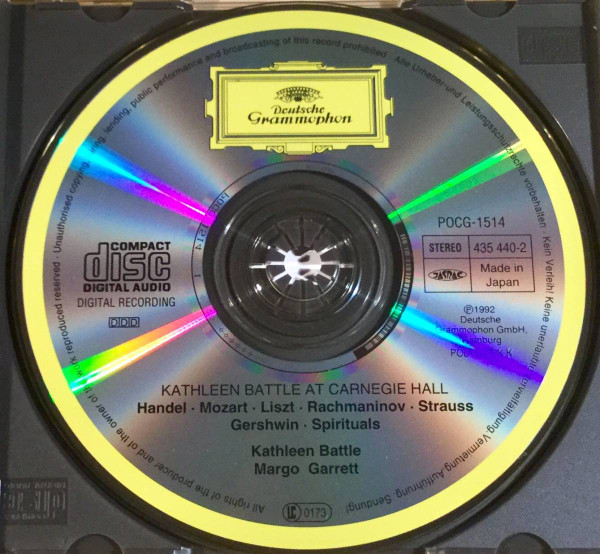 Deutsche
Grammophon
Unauthorised copying, hiring, lending, public performance and broadcasting of this record prohibited · Alle Urheber- und Leistungsschutzrechte vorbehalten · Kein Verleih! Keine unerlaubte Vervielfältigung, Vermietung, Aufführung, Sendung!
All rights of the producer and of the owner of the work reproduced reserved ·
COMPACT
disc
DIGITAL AUDIO
DIGITAL RECORDING
DDD
POCG-1514
STEREO 435 440-2
JASRAC Made in
Japan
℗1992
Deutsche
Grammophon GmbH,
Hamburg
KATHLEEN BATTLE AT CARNEGIE HALL
Handel · Mozart · Liszt · Rachmaninov · Strauss
Gershwin · Spirituals
Kathleen Battle
Margo Garrett
LC 0173